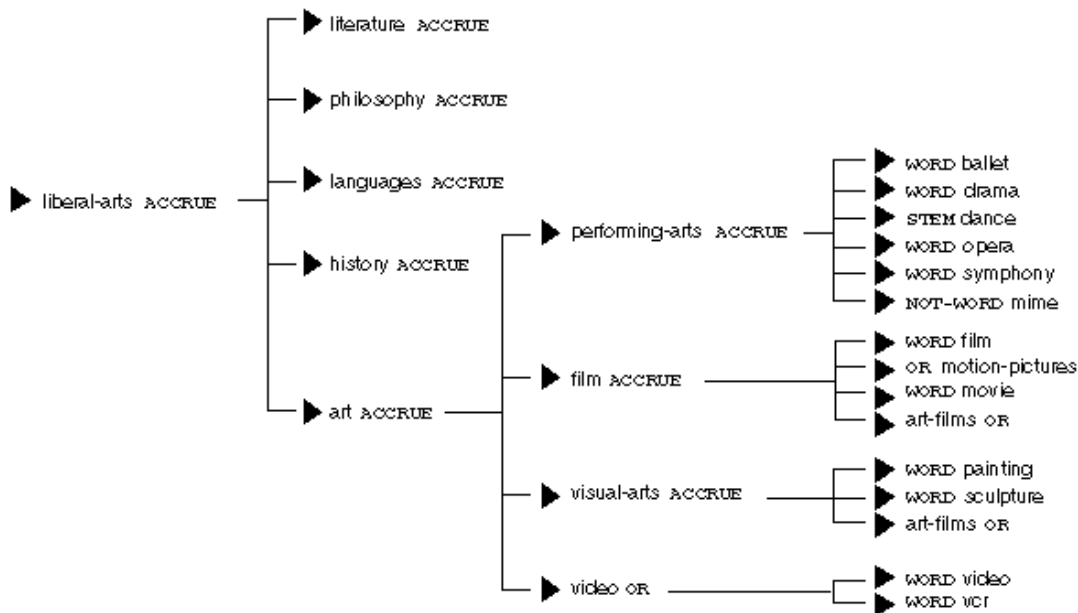 literature ACCRUE
philosophy ACCRUE
languages ACCRUE
liberal-arts ACCRUE
history ACCRUE
art ACCRUE
performing-arts ACCRUE
WORD ballet
WORD drama
STEM dance
WORD opera
WORD symphony
NOT-WORD mime
film ACCRUE
WORD film
OR motion-pictures
WORD movie
art-films OR
visual-arts ACCRUE
WORD painting
WORD sculpture
art-films OR
video OR
WORD video
WORD vcr